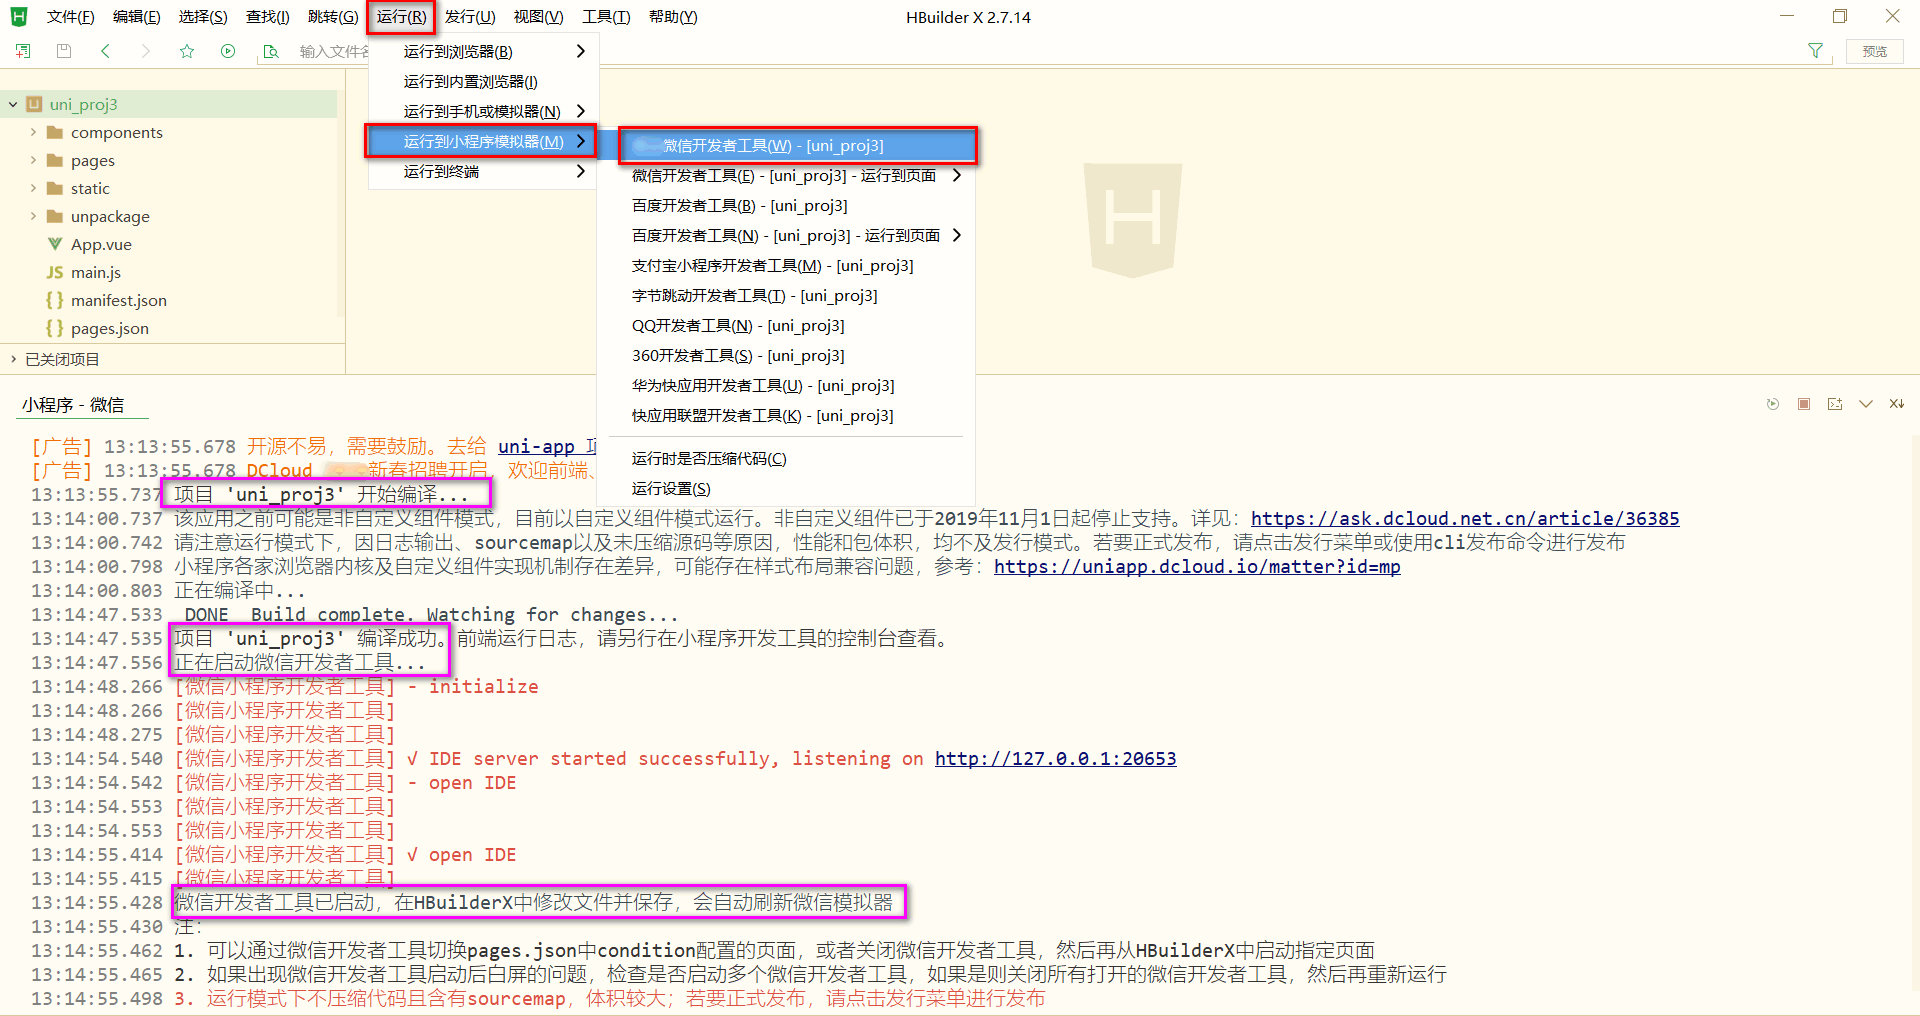 文件(F) 编辑(E) 选择(S) 查找(I) 跳转(G) 运行(R) 发行(U) 视图(V) 工具(T) 帮助(Y) HBuilder X 2.7.14
输入文件名 预览
运行到浏览器(B)
运行到内置浏览器(I)
运行到手机或模拟器(N)
运行到小程序模拟器(M)
运行到终端
微信开发者工具(W) - [uni_proj3]
微信开发者工具(E) - [uni_proj3] - 运行到页面
百度开发者工具(B) - [uni_proj3]
百度开发者工具(N) - [uni_proj3] - 运行到页面
支付宝小程序开发者工具(M) - [uni_proj3]
字节跳动开发者工具(T) - [uni_proj3]
QQ开发者工具(N) - [uni_proj3]
360开发者工具(S) - [uni_proj3]
华为快应用开发者工具(U) - [uni_proj3]
快应用联盟开发者工具(K) - [uni_proj3]
运行时是否压缩代码(C)
运行设置(S)
uni_proj3
components
pages
static
unpackage
App.vue
JS main.js
{ } manifest.json
{ } pages.json
已关闭项目
小程序 - 微信
[广告] 13:13:55.678 开源不易，需要鼓励。去给 uni-app 项
[广告] 13:13:55.678 DCloud 新春招聘开启，欢迎前端、
13:13:55.737 项目 'uni_proj3' 开始编译...
13:14:00.737 该应用之前可能是非自定义组件模式，目前以自定义组件模式运行。非自定义组件已于2019年11月1日起停止支持。详见：https://ask.dcloud.net.cn/article/36385
13:14:00.742 请注意运行模式下，因日志输出、sourcemap以及未压缩源码等原因，性能和包体积，均不及发行模式。若要正式发布，请点击发行菜单或使用cli发布命令进行发布
13:14:00.798 小程序各家浏览器内核及自定义组件实现机制存在差异，可能存在样式布局兼容问题，参考：https://uniapp.dcloud.io/matter?id=mp
13:14:00.803 正在编译中...
13:14:47.533 DONE Build complete. Watching for changes...
13:14:47.535 项目 'uni_proj3' 编译成功。前端运行日志，请另行在小程序开发工具的控制台查看。
13:14:47.556 正在启动微信开发者工具...
13:14:48.266 [微信小程序开发者工具] - initialize
13:14:48.266 [微信小程序开发者工具]
13:14:48.275 [微信小程序开发者工具]
13:14:54.540 [微信小程序开发者工具] √ IDE server started successfully, listening on http://127.0.0.1:20653
13:14:54.542 [微信小程序开发者工具] - open IDE
13:14:54.553 [微信小程序开发者工具]
13:14:54.553 [微信小程序开发者工具]
13:14:55.414 [微信小程序开发者工具] √ open IDE
13:14:55.415 [微信小程序开发者工具]
13:14:55.428 微信开发者工具已启动，在HBuilderX中修改文件并保存，会自动刷新微信模拟器
13:14:55.430 注：
13:14:55.462 1. 可以通过微信开发者工具切换pages.json中condition配置的页面，或者关闭微信开发者工具，然后再从HBuilderX中启动指定页面
13:14:55.465 2. 如果出现微信开发者工具启动后白屏的问题，检查是否启动多个微信开发者工具，如果是则关闭所有打开的微信开发者工具，然后再重新运行
13:14:55.498 3. 运行模式下不压缩代码且含有sourcemap，体积较大；若要正式发布，请点击发行菜单进行发布